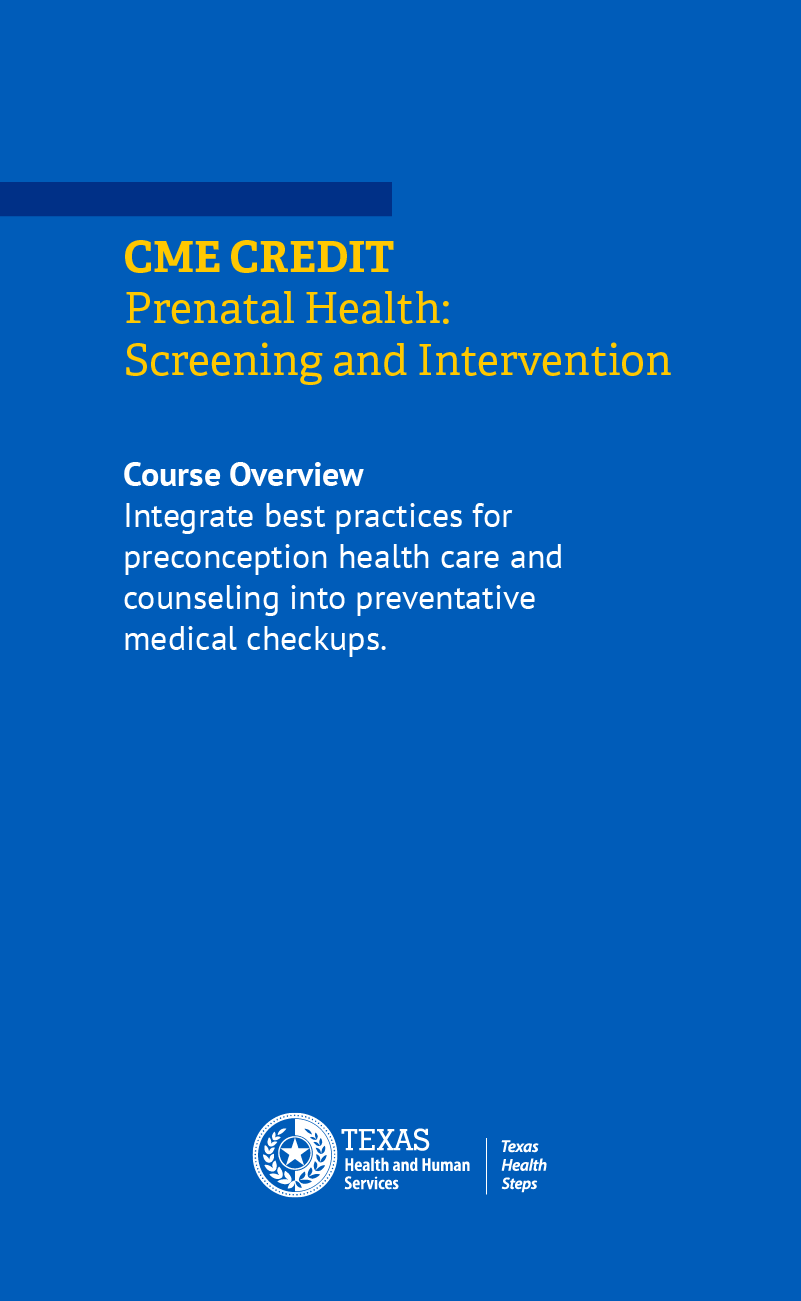 CME CREDIT
Prenatal Health:
Screening and Intervention
Course Overview
Integrate best practices for
preconception health care and
counseling into preventative
medical checkups.
TEXAS
Health and Human
Services
Texas
Health
Steps